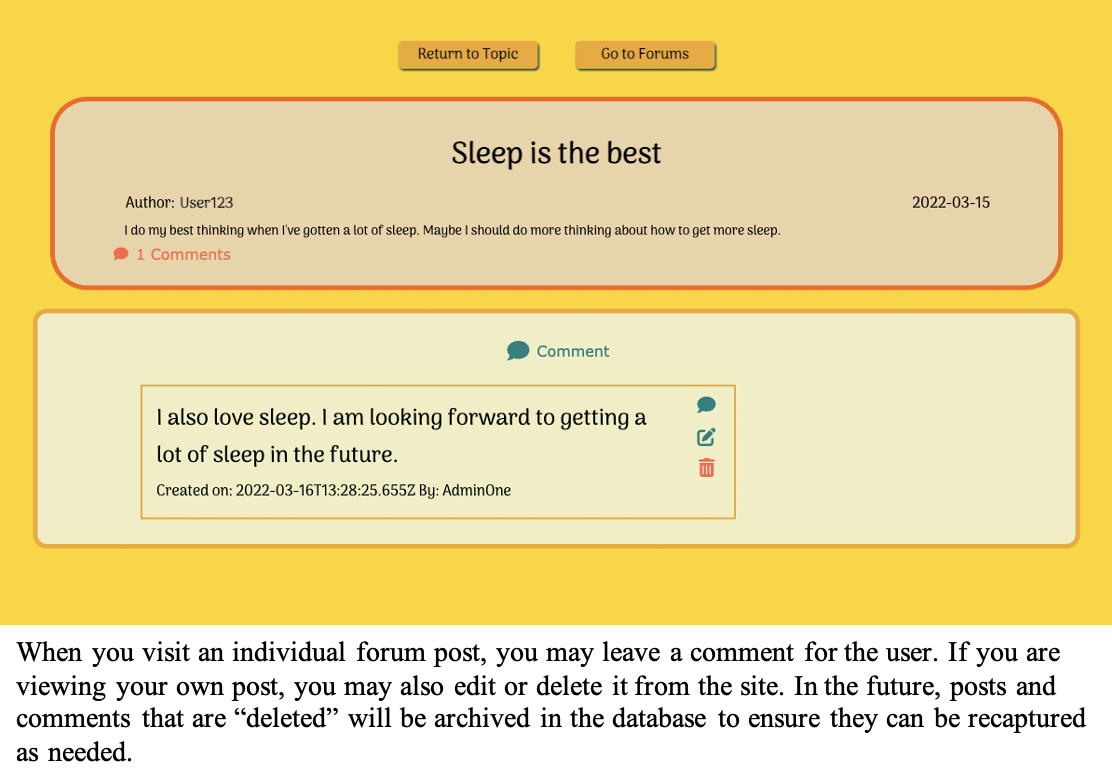 Return to Topic Go to Forums
Sleep is the best
Author: User123 2022-03-15
I do my best thinking when I've gotten a lot of sleep. Maybe I should do more thinking about how to get more sleep.
1 Comments
Comment
I also love sleep. I am looking forward to getting a
lot of sleep in the future.
Created on: 2022-03-16T13:28:25.655Z By: AdminOne
When you visit an individual forum post, you may leave a comment for the user. If you are
viewing your own post, you may also edit or delete it from the site. In the future, posts and
comments that are “deleted” will be archived in the database to ensure they can be recaptured
as needed.